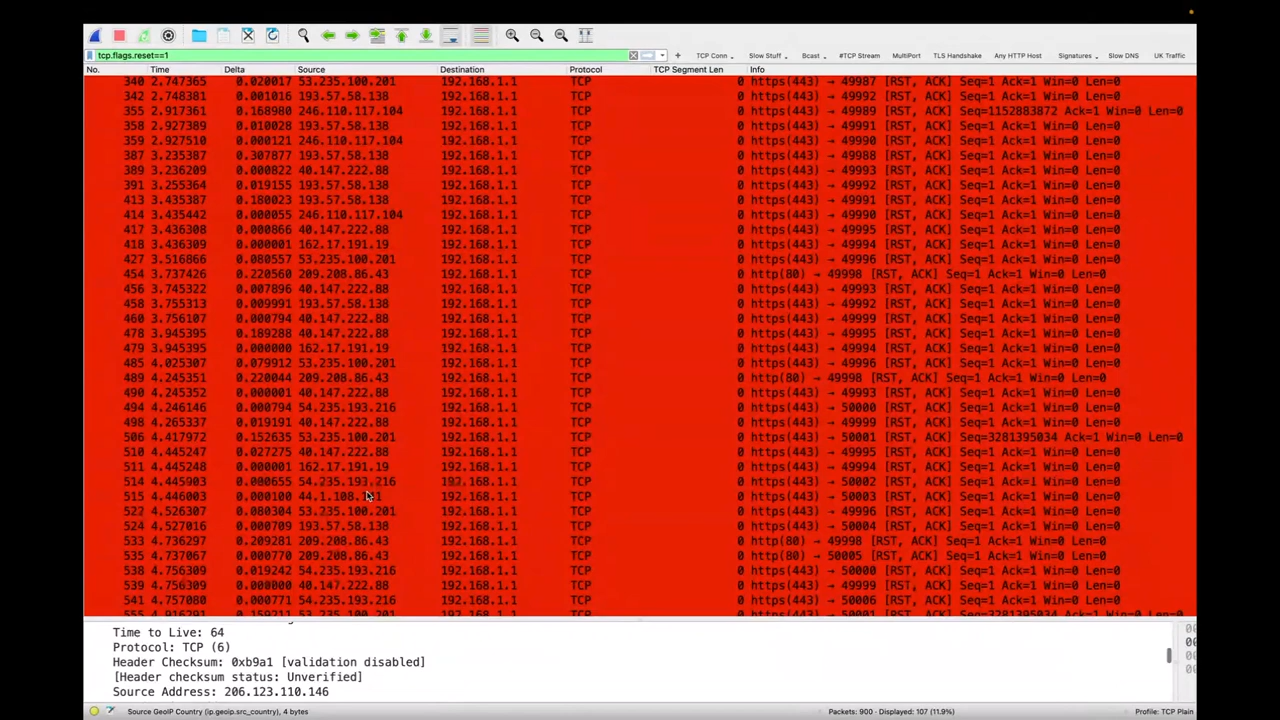 tcp.flags.reset==1 + TCP Conn Slow Stuff Bcast #TCP Stream MultiPort TLS Handshake Any HTTP Host Signatures Slow DNS UK Traffic
No. Time Delta Source Destination Protocol TCP Segment Len Info
340 2.747365 0.020017 53.235.100.201 192.168.1.1 TCP 0 https(443) → 49987 [RST, ACK] Seq=1 Ack=1 Win=0 Len=0
342 2.748381 0.001016 193.57.58.138 192.168.1.1 TCP 0 https(443) → 49992 [RST, ACK] Seq=1 Ack=1 Win=0 Len=0
355 2.917361 0.168980 246.110.117.104 192.168.1.1 TCP 0 https(443) → 49989 [RST, ACK] Seq=1152883872 Ack=1 Win=0 Len=0
358 2.927389 0.010028 193.57.58.138 192.168.1.1 TCP 0 https(443) → 49991 [RST, ACK] Seq=1 Ack=1 Win=0 Len=0
359 2.927510 0.000121 246.110.117.104 192.168.1.1 TCP 0 https(443) → 49990 [RST, ACK] Seq=1 Ack=1 Win=0 Len=0
387 3.235387 0.307877 193.57.58.138 192.168.1.1 TCP 0 https(443) → 49988 [RST, ACK] Seq=1 Ack=1 Win=0 Len=0
389 3.236209 0.000822 40.147.222.88 192.168.1.1 TCP 0 https(443) → 49993 [RST, ACK] Seq=1 Ack=1 Win=0 Len=0
391 3.255364 0.019155 193.57.58.138 192.168.1.1 TCP 0 https(443) → 49992 [RST, ACK] Seq=1 Ack=1 Win=0 Len=0
413 3.435387 0.180023 193.57.58.138 192.168.1.1 TCP 0 https(443) → 49991 [RST, ACK] Seq=1 Ack=1 Win=0 Len=0
414 3.435442 0.000055 246.110.117.104 192.168.1.1 TCP 0 https(443) → 49990 [RST, ACK] Seq=1 Ack=1 Win=0 Len=0
417 3.436308 0.000866 40.147.222.88 192.168.1.1 TCP 0 https(443) → 49995 [RST, ACK] Seq=1 Ack=1 Win=0 Len=0
418 3.436309 0.000001 162.17.191.19 192.168.1.1 TCP 0 https(443) → 49994 [RST, ACK] Seq=1 Ack=1 Win=0 Len=0
427 3.516866 0.080557 53.235.100.201 192.168.1.1 TCP 0 https(443) → 49996 [RST, ACK] Seq=1 Ack=1 Win=0 Len=0
454 3.737426 0.220560 209.208.86.43 192.168.1.1 TCP 0 http(80) → 49998 [RST, ACK] Seq=1 Ack=1 Win=0 Len=0
456 3.745322 0.007896 40.147.222.88 192.168.1.1 TCP 0 https(443) → 49993 [RST, ACK] Seq=1 Ack=1 Win=0 Len=0
458 3.755313 0.009991 193.57.58.138 192.168.1.1 TCP 0 https(443) → 49992 [RST, ACK] Seq=1 Ack=1 Win=0 Len=0
460 3.756107 0.000794 40.147.222.88 192.168.1.1 TCP 0 https(443) → 49999 [RST, ACK] Seq=1 Ack=1 Win=0 Len=0
478 3.945395 0.189288 40.147.222.88 192.168.1.1 TCP 0 https(443) → 49995 [RST, ACK] Seq=1 Ack=1 Win=0 Len=0
479 3.945395 0.000000 162.17.191.19 192.168.1.1 TCP 0 https(443) → 49994 [RST, ACK] Seq=1 Ack=1 Win=0 Len=0
485 4.025307 0.079912 53.235.100.201 192.168.1.1 TCP 0 https(443) → 49996 [RST, ACK] Seq=1 Ack=1 Win=0 Len=0
489 4.245351 0.220044 209.208.86.43 192.168.1.1 TCP 0 http(80) → 49998 [RST, ACK] Seq=1 Ack=1 Win=0 Len=0
490 4.245352 0.000001 40.147.222.88 192.168.1.1 TCP 0 https(443) → 49993 [RST, ACK] Seq=1 Ack=1 Win=0 Len=0
494 4.246146 0.000794 54.235.193.216 192.168.1.1 TCP 0 https(443) → 50000 [RST, ACK] Seq=1 Ack=1 Win=0 Len=0
498 4.265337 0.019191 40.147.222.88 192.168.1.1 TCP 0 https(443) → 49999 [RST, ACK] Seq=1 Ack=1 Win=0 Len=0
506 4.417972 0.152635 53.235.100.201 192.168.1.1 TCP 0 https(443) → 50001 [RST, ACK] Seq=3281395034 Ack=1 Win=0 Len=0
510 4.445247 0.027275 40.147.222.88 192.168.1.1 TCP 0 https(443) → 49995 [RST, ACK] Seq=1 Ack=1 Win=0 Len=0
511 4.445248 0.000001 162.17.191.19 192.168.1.1 TCP 0 https(443) → 49994 [RST, ACK] Seq=1 Ack=1 Win=0 Len=0
514 4.445903 0.000655 54.235.193.216 192.168.1.1 TCP 0 https(443) → 50002 [RST, ACK] Seq=1 Ack=1 Win=0 Len=0
515 4.446003 0.000100 192.168.1.1 TCP 0 https(443) → 50003 [RST, ACK] Seq=1 Ack=1 Win=0 Len=0
522 4.526307 0.080304 53.235.100.201 192.168.1.1 TCP 0 https(443) → 49996 [RST, ACK] Seq=1 Ack=1 Win=0 Len=0
524 4.527016 0.000709 193.57.58.138 192.168.1.1 TCP 0 https(443) → 50004 [RST, ACK] Seq=1 Ack=1 Win=0 Len=0
533 4.736297 0.209281 209.208.86.43 192.168.1.1 TCP 0 http(80) → 49998 [RST, ACK] Seq=1 Ack=1 Win=0 Len=0
535 4.737067 0.000770 209.208.86.43 192.168.1.1 TCP 0 http(80) → 50005 [RST, ACK] Seq=1 Ack=1 Win=0 Len=0
538 4.756309 0.019242 54.235.193.216 192.168.1.1 TCP 0 https(443) → 50000 [RST, ACK] Seq=1 Ack=1 Win=0 Len=0
539 4.756309 0.000000 40.147.222.88 192.168.1.1 TCP 0 https(443) → 49999 [RST, ACK] Seq=1 Ack=1 Win=0 Len=0
541 4.757080 0.000771 54.235.193.216 192.168.1.1 TCP 0 https(443) → 50006 [RST, ACK] Seq=1 Ack=1 Win=0 Len=0
555 4.916291 0.159211 53.235.100.201 192.168.1.1 TCP 0 https(443) → 50001 [RST, ACK] Seq=3281395034 Ack=1 Win=0 Len=0
Time to Live: 64
Protocol: TCP (6)
Header Checksum: 0xb9a1 [validation disabled]
[Header checksum status: Unverified]
Source Address: 206.123.110.146
Source GeoIP Country (ip.geoip.src_country), 4 bytes Packets: 900 · Displayed: 107 (11.9%) Profile: TCP Plain